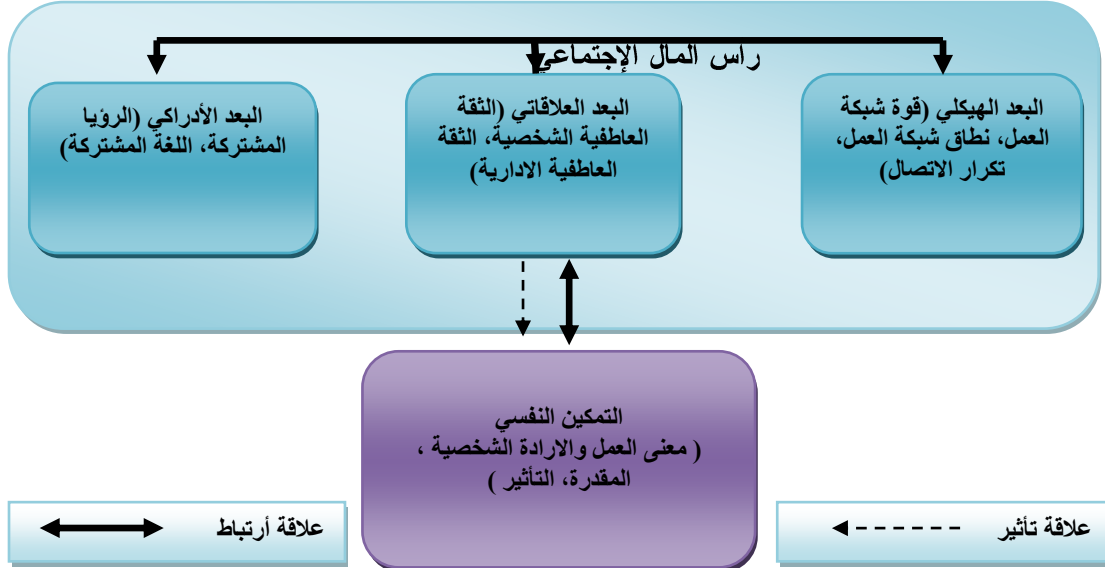 راس المال الإجتماعي
البعد الهيكلي (قوة شبكة
العمل، نطاق شبكة العمل،
تكرار الاتصال)
البعد العلاقاتي (الثقة
العاطفية الشخصية، الثقة
العاطفية الادارية)
البعد الأدراكي (الرؤيا
المشتركة، اللغة المشتركة)
التمكين النفسي
( معنى العمل والارادة الشخصية ،
المقدرة، التأثير )
علاقة تأثير
علاقة أرتباط